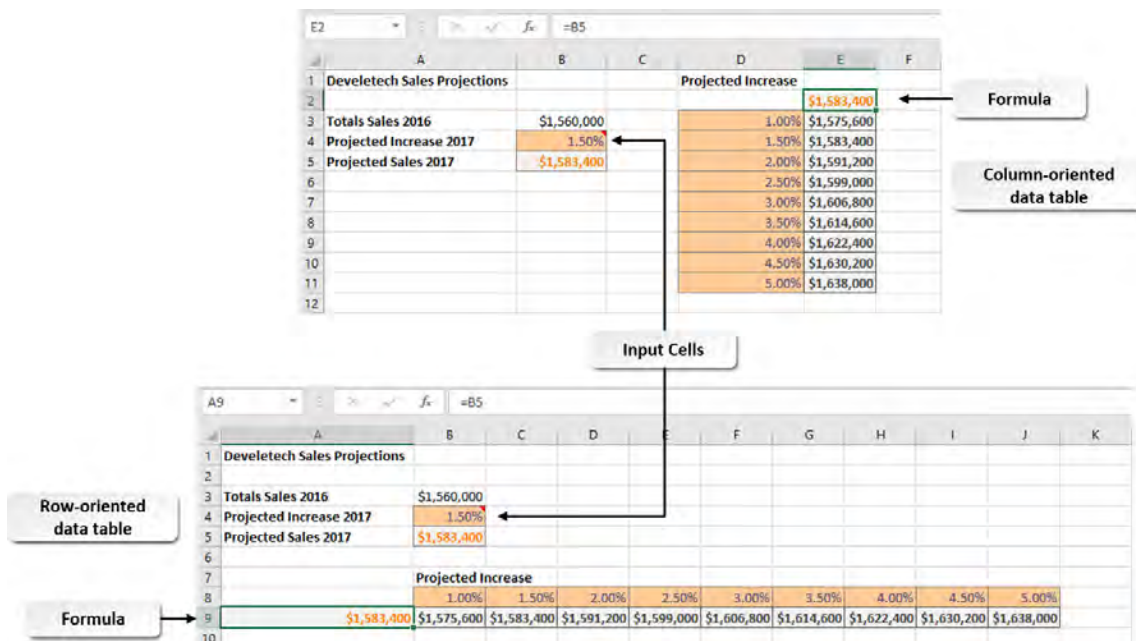 E2 fx =B5
A B C D E F
1 Develetech Sales Projections Projected Increase
2 $1,583,400
Formula
3 Totals Sales 2016 $1,560,000 1.00% $1,575,600
4 Projected Increase 2017 1.50% 1.50% $1,583,400
5 Projected Sales 2017 $1,583,400 2.00% $1,591,200
6 2.50% $1,599,000
Column-oriented
data table
7 3.00% $1,606,800
8 3.50% $1,614,600
9 4.00% $1,622,400
10 4.50% $1,630,200
11 5.00% $1,638,000
12
Input Cells
A9 fx =B5
A B C D E F G H I J K
1 Develetech Sales Projections
2
3 Totals Sales 2016 $1,560,000
Row-oriented
data table
4 Projected Increase 2017 1.50%
5 Projected Sales 2017 $1,583,400
6
7 Projected Increase
8 1.00% 1.50% 2.00% 2.50% 3.00% 3.50% 4.00% 4.50% 5.00%
Formula
9 $1,583,400 $1,575,600 $1,583,400 $1,591,200 $1,599,000 $1,606,800 $1,614,600 $1,622,400 $1,630,200 $1,638,000
10